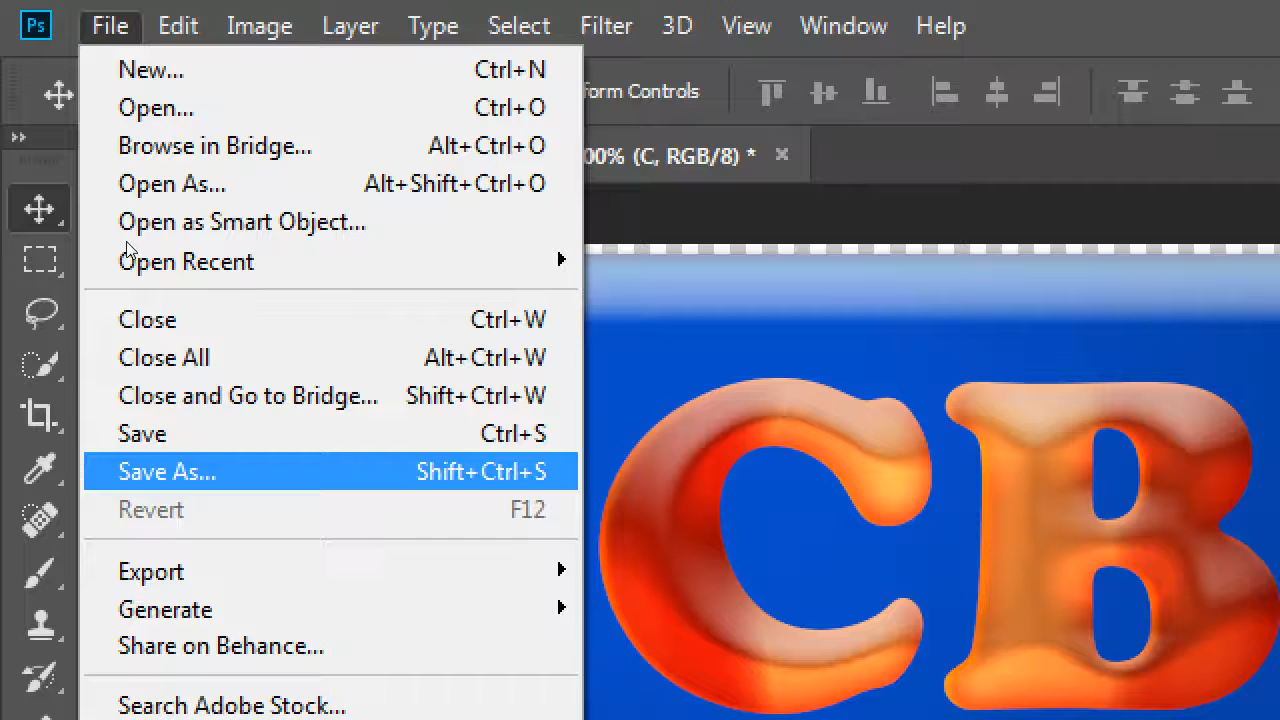 Ps File Edit Image Layer Type Select Filter 3D View Window Help
New... Ctrl+N
Open... Ctrl+O
Browse in Bridge... Alt+Ctrl+O
Open As... Alt+Shift+Ctrl+O
Open as Smart Object...
Open Recent
Close Ctrl+W
Close All Alt+Ctrl+W
Close and Go to Bridge... Shift+Ctrl+W
Save Ctrl+S
Save As... Shift+Ctrl+S
Revert F12
Export
Generate
Share on Behance...
Search Adobe Stock...
form Controls
00% (C, RGB/8) *
CB